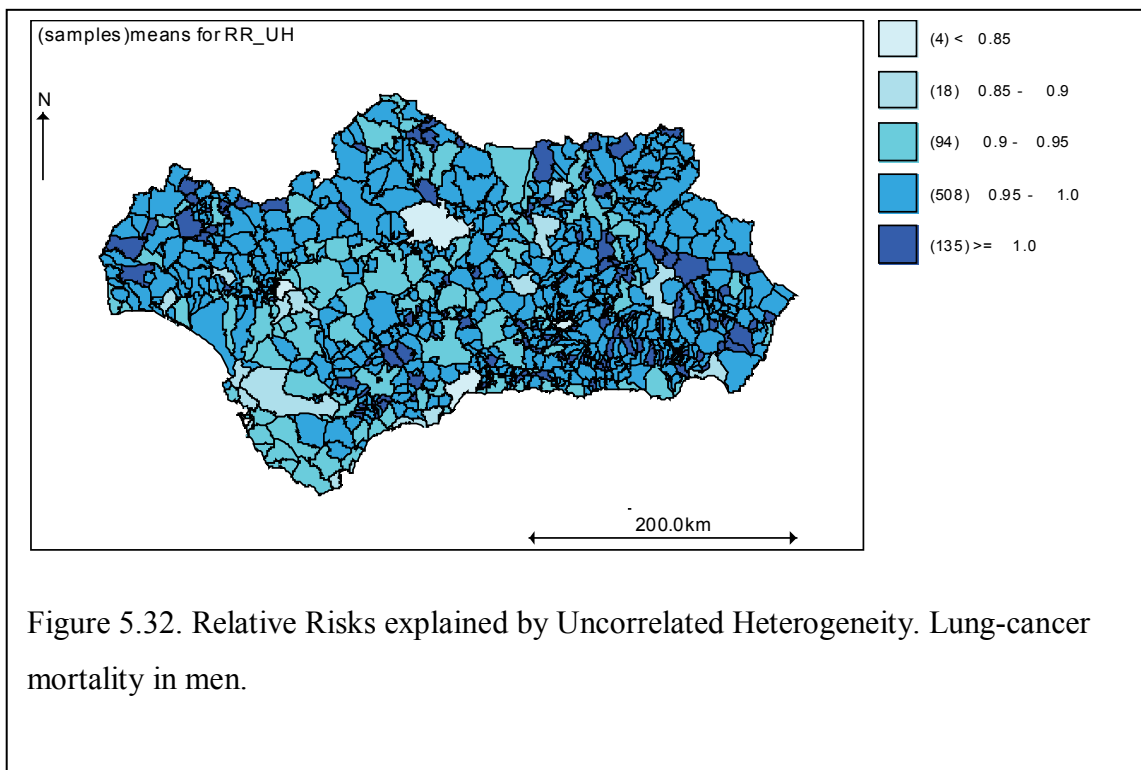 (samples)means for RR_UH
N
200.0km
(4) < 0.85
(18) 0.85 - 0.9
(94) 0.9 - 0.95
(508) 0.95 - 1.0
(135) >= 1.0
Figure 5.32. Relative Risks explained by Uncorrelated Heterogeneity. Lung-cancer
mortality in men.